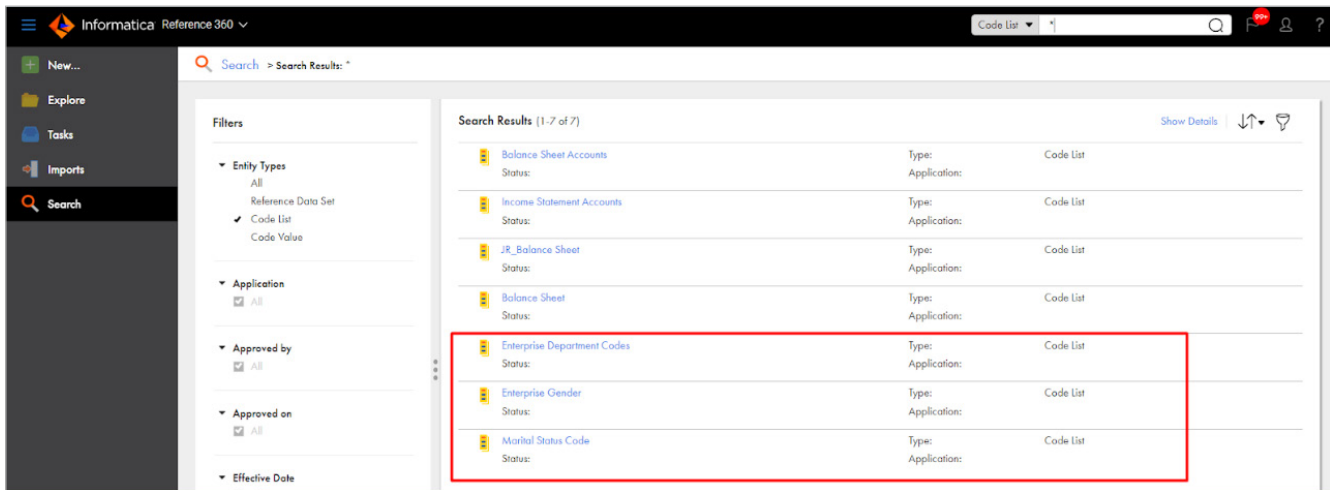 Informatica Reference 360
Code List *
99+
?
New...
Explore
Tasks
Imports
Search
Search > Search Results: *
Filters
Entity Types
All
Reference Data Set
Code List
Code Value
Application
All
Approved by
All
Approved on
All
Effective Date
Search Results (1-7 of 7)
Show Details
Balance Sheet Accounts Type: Code List
Status: Application:
Income Statement Accounts Type: Code List
Status: Application:
JR_Balance Sheet Type: Code List
Status: Application:
Balance Sheet Type: Code List
Status: Application:
Enterprise Department Codes Type: Code List
Status: Application:
Enterprise Gender Type: Code List
Status: Application:
Marital Status Code Type: Code List
Status: Application: